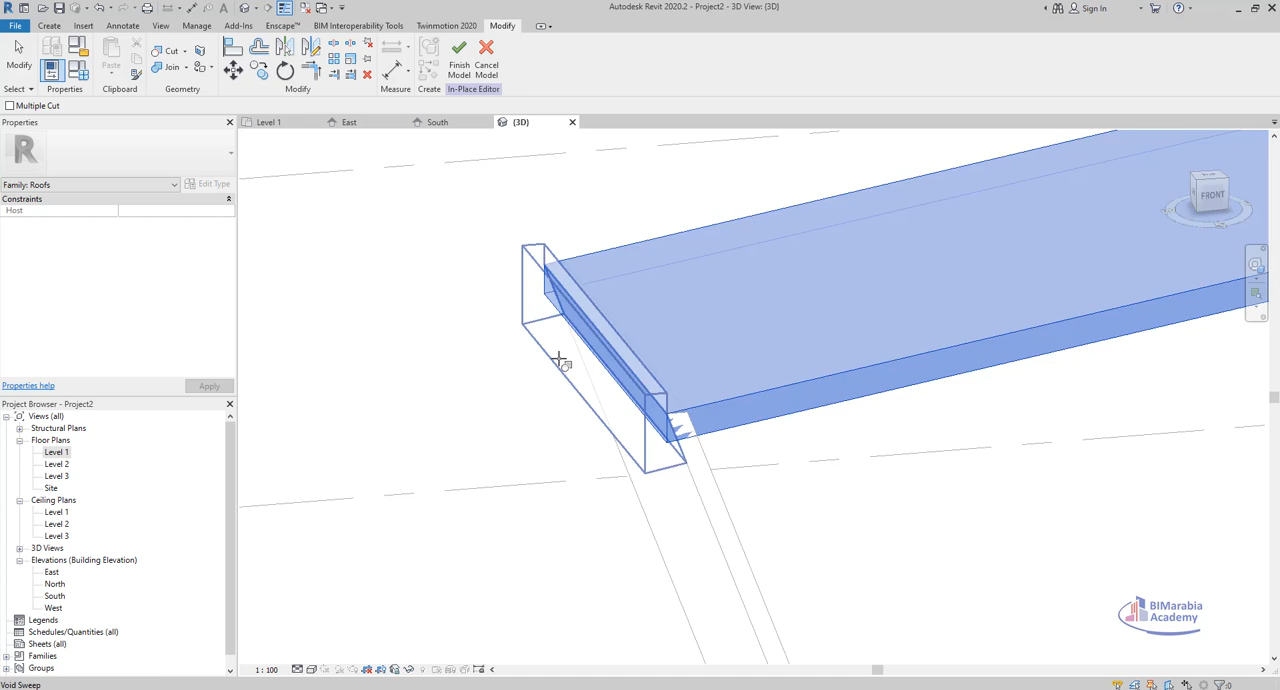 Autodesk Revit 2020.2 - Project2 - 3D View: {3D}
Sign In
File Create Insert Annotate View Manage Add-Ins Enscape™ BIM Interoperability Tools Twinmotion 2020 Modify
Modify Paste Cut Join Finish Model Cancel Model
Select Properties Clipboard Geometry Modify Measure Create In-Place Editor
Multiple Cut
Properties
Level 1 East South {3D}
Family: Roofs Edit Type
Constraints
Host
FRONT
Properties help Apply
Project Browser - Project2
Views (all)
Structural Plans
Floor Plans
Level 1
Level 2
Level 3
Site
Ceiling Plans
Level 1
Level 2
Level 3
3D Views
Elevations (Building Elevation)
East
North
South
West
Legends
Schedules/Quantities (all)
Sheets (all)
Families
Groups
BIMarabia
Academy
1 : 100
Void Sweep
:0